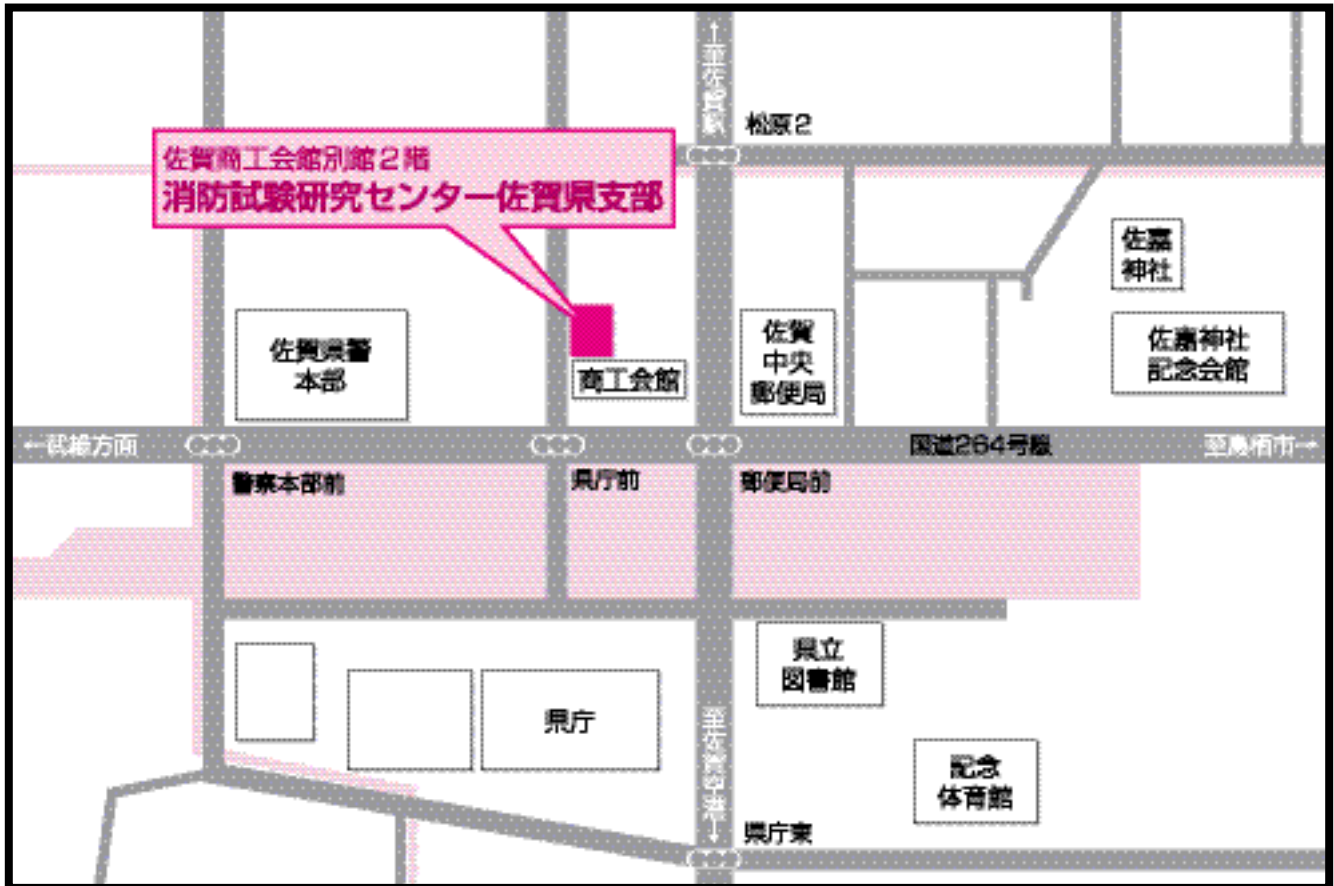 ↑至佐賀駅
松原2
佐賀商工会館別館2階
消防試験研究センター佐賀県支部
佐嘉
神社
佐賀県警
本部
商工会館
佐賀
中央
郵便局
佐嘉神社
記念会館
←武雄方面
国道264号線
至鳥栖市→
警察本部前
県庁前
郵便局前
県立
図書館
県庁
至佐賀空港→
記念
体育館
県庁東